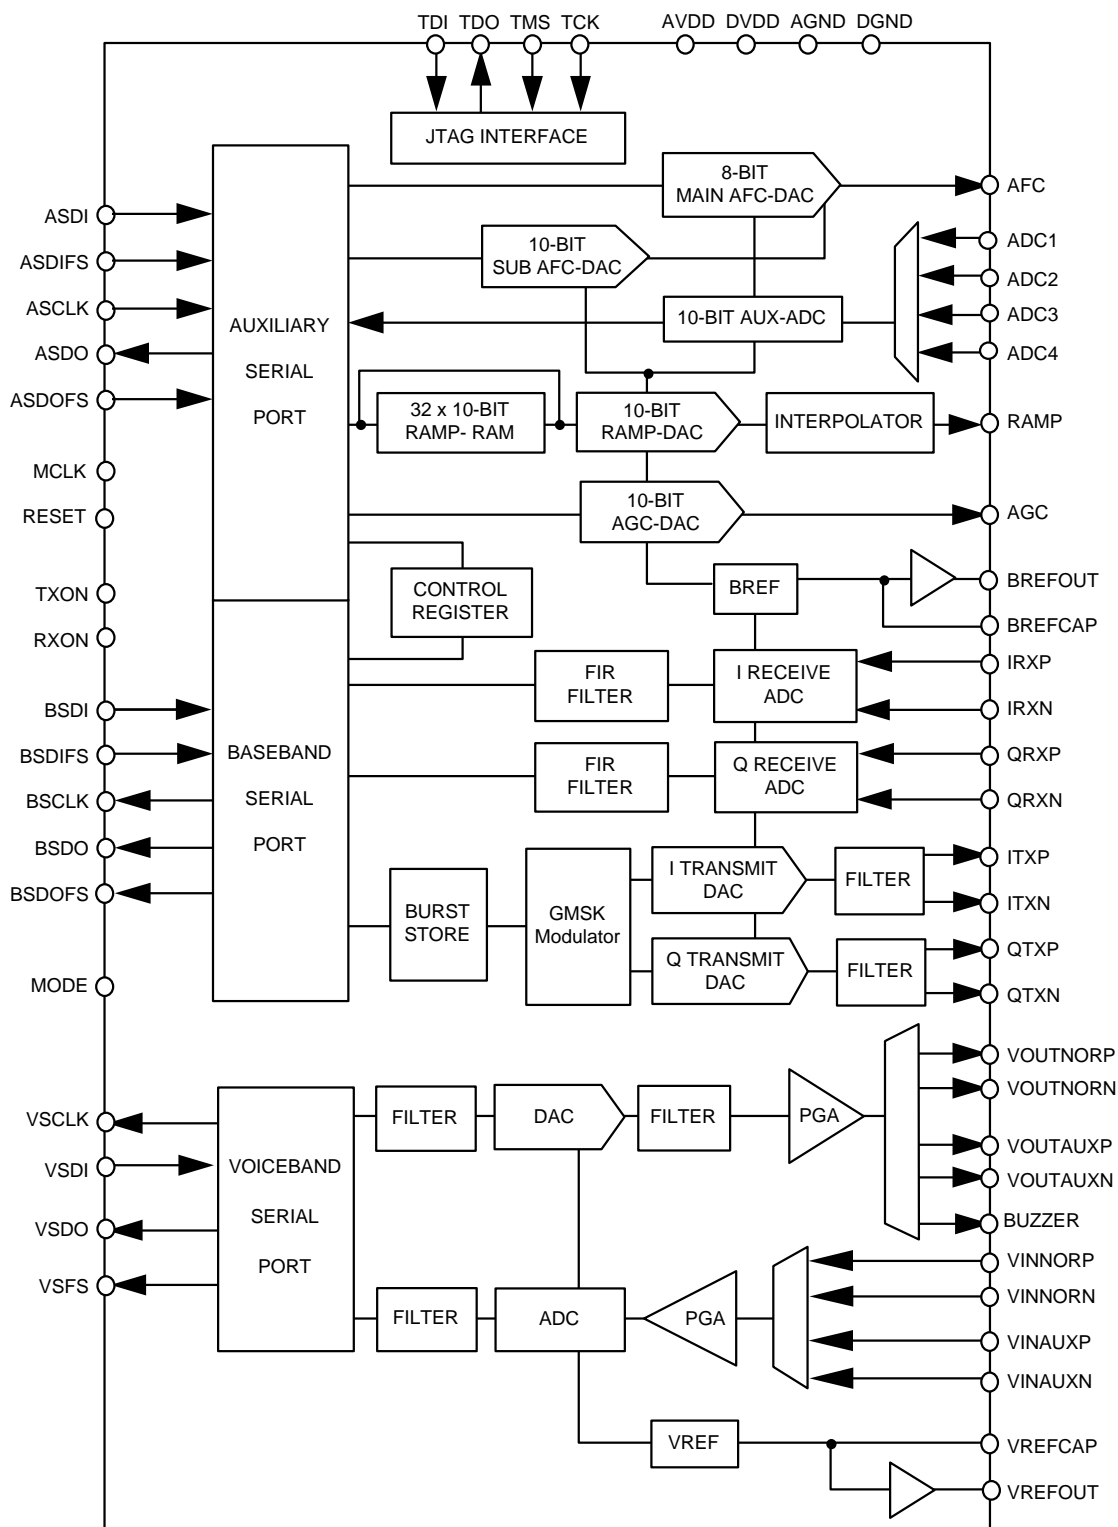 TDI TDO TMS TCK AVDD DVDD AGND DGND
JTAG INTERFACE
ASDI
ASDIFS
ASCLK
ASDO
ASDOFS
MCLK
RESET
TXON
RXON
BSDI
BSDIFS
BSCLK
BSDO
BSDOFS
MODE
VSCLK
VSDI
VSDO
VSFS
AUXILIARY
SERIAL
PORT
BASEBAND
SERIAL
PORT
VOICEBAND
SERIAL
PORT
8-BIT
MAIN AFC-DAC
10-BIT
SUB AFC-DAC
10-BIT AUX-ADC
32 x 10-BIT
RAMP- RAM
10-BIT
RAMP-DAC
INTERPOLATOR
10-BIT
AGC-DAC
CONTROL
REGISTER
BREF
FIR
FILTER
I RECEIVE
ADC
FIR
FILTER
Q RECEIVE
ADC
BURST
STORE
GMSK
Modulator
I TRANSMIT
DAC
FILTER
Q TRANSMIT
DAC
FILTER
FILTER
DAC
FILTER
PGA
FILTER
ADC
PGA
VREF
AFC
ADC1
ADC2
ADC3
ADC4
RAMP
AGC
BREFOUT
BREFCAP
IRXP
IRXN
QRXP
QRXN
ITXP
ITXN
QTXP
QTXN
VOUTNORP
VOUTNORN
VOUTAUXP
VOUTAUXN
BUZZER
VINNORP
VINNORN
VINAUXP
VINAUXN
VREFCAP
VREFOUT